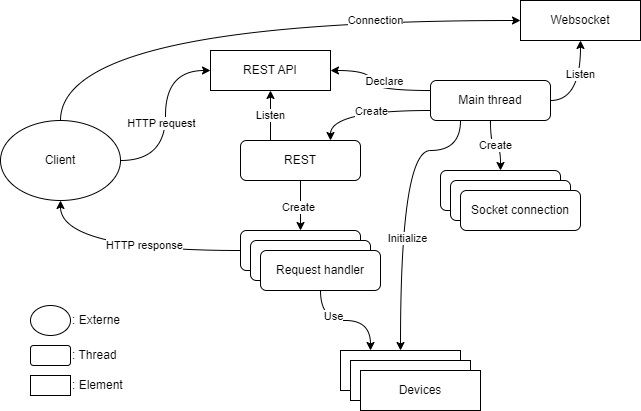 Connection
Websocket
REST API
Declare
Listen
Main thread
HTTP request
Listen
Create
Client
REST
Create
Create
Socket connection
HTTP response
Initialize
Request handler
Use
: Externe
: Thread
: Element
Devices